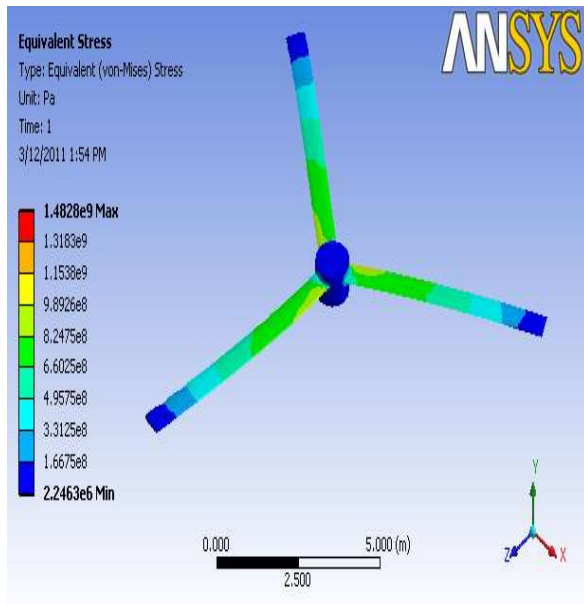 Equivalent Stress
Type: Equivalent (von-Mises) Stress
Unit: Pa
Time: 1
3/12/2011 1:54 PM
ANSYS
1.4828e9 Max
1.3183e9
1.1538e9
9.8926e8
8.2475e8
6.6025e8
4.9575e8
3.3125e8
1.6675e8
2.2463e6 Min
0.000 5.000 (m)
2.500
Y
Z X